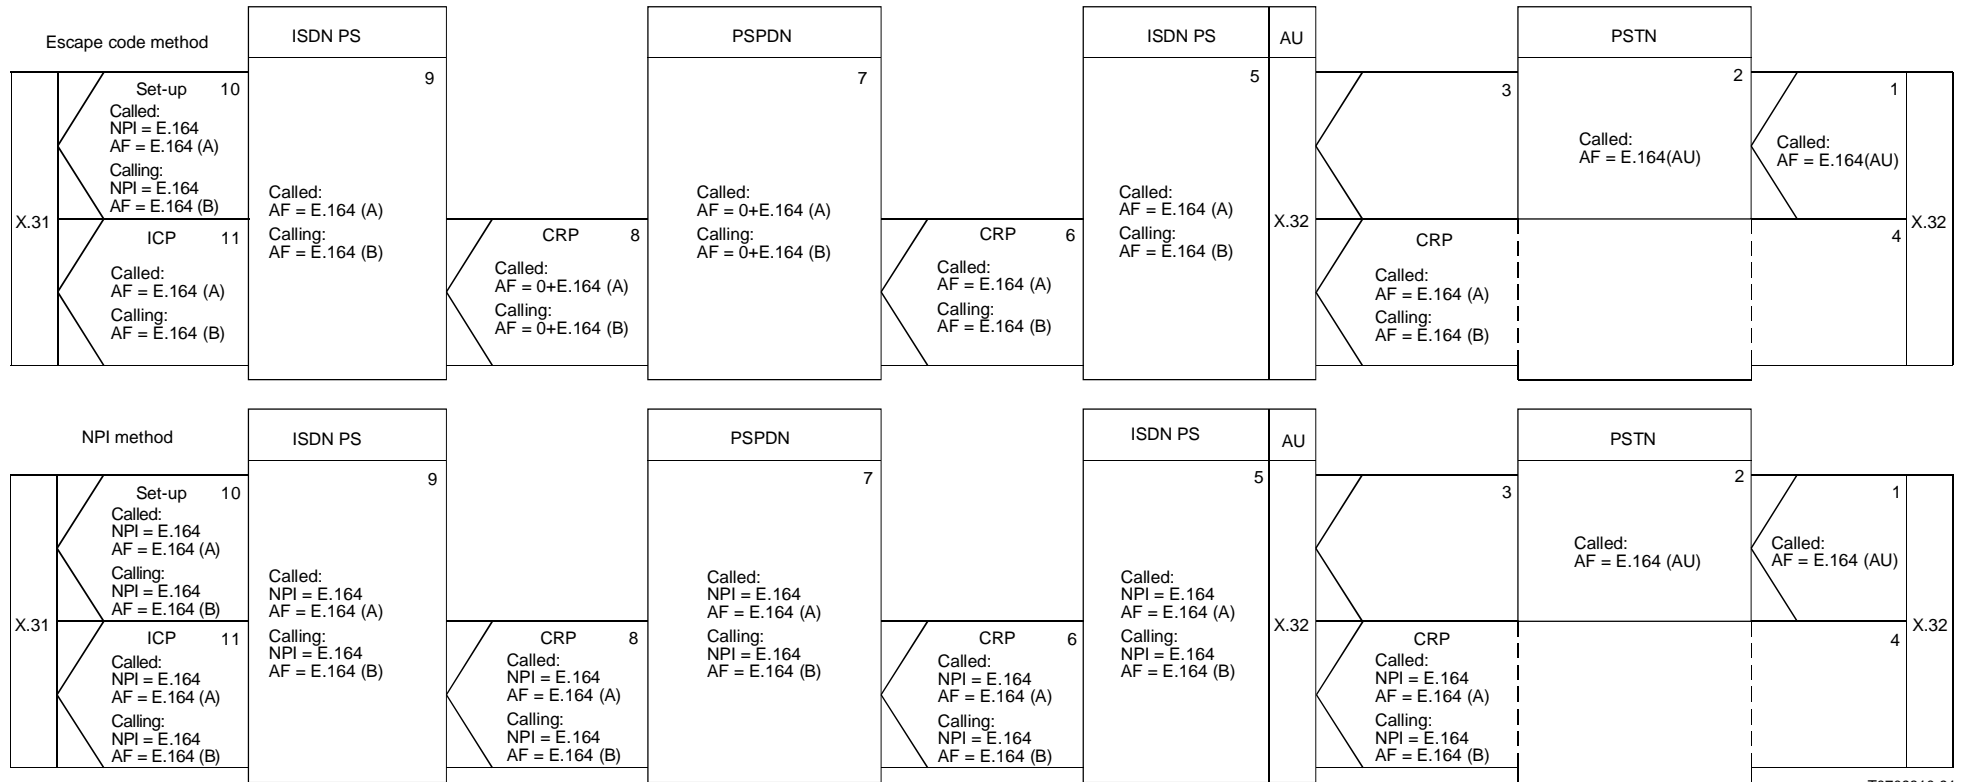 Escape code method
ISDN PS
PSPDN
ISDN PS
AU
PSTN
X.31
Set-up 10
Called:
NPI = E.164
AF = E.164 (A)
Calling:
NPI = E.164
AF = E.164 (B)
ICP 11
Called:
AF = E.164 (A)
Calling:
AF = E.164 (B)
9
Called:
AF = E.164 (A)
Calling:
AF = E.164 (B)
CRP 8
Called:
AF = 0+E.164 (A)
Calling:
AF = 0+E.164 (B)
7
Called:
AF = 0+E.164 (A)
Calling:
AF = 0+E.164 (B)
CRP 6
Called:
AF = E.164 (A)
Calling:
AF = E.164 (B)
5
Called:
AF = E.164 (A)
Calling:
AF = E.164 (B)
X.32
3
CRP
Called:
AF = E.164 (A)
Calling:
AF = E.164 (B)
2
Called:
AF = E.164(AU)
1
Called:
AF = E.164(AU)
4
X.32
NPI method
ISDN PS
PSPDN
ISDN PS
AU
PSTN
X.31
Set-up 10
Called:
NPI = E.164
AF = E.164 (A)
Calling:
NPI = E.164
AF = E.164 (B)
ICP 11
Called:
NPI = E.164
AF = E.164 (A)
Calling:
NPI = E.164
AF = E.164 (B)
9
Called:
NPI = E.164
AF = E.164 (A)
Calling:
NPI = E.164
AF = E.164 (B)
CRP 8
Called:
NPI = E.164
AF = E.164 (A)
Calling:
NPI = E.164
AF = E.164 (B)
7
Called:
NPI = E.164
AF = E.164 (A)
Calling:
NPI = E.164
AF = E.164 (B)
CRP 6
Called:
NPI = E.164
AF = E.164 (A)
Calling:
NPI = E.164
AF = E.164 (B)
5
Called:
NPI = E.164
AF = E.164 (A)
Calling:
NPI = E.164
AF = E.164 (B)
X.32
3
CRP
Called:
NPI = E.164
AF = E.164 (A)
Calling:
NPI = E.164
AF = E.164 (B)
2
Called:
AF = E.164 (AU)
1
Called:
AF = E.164 (AU)
4
X.32